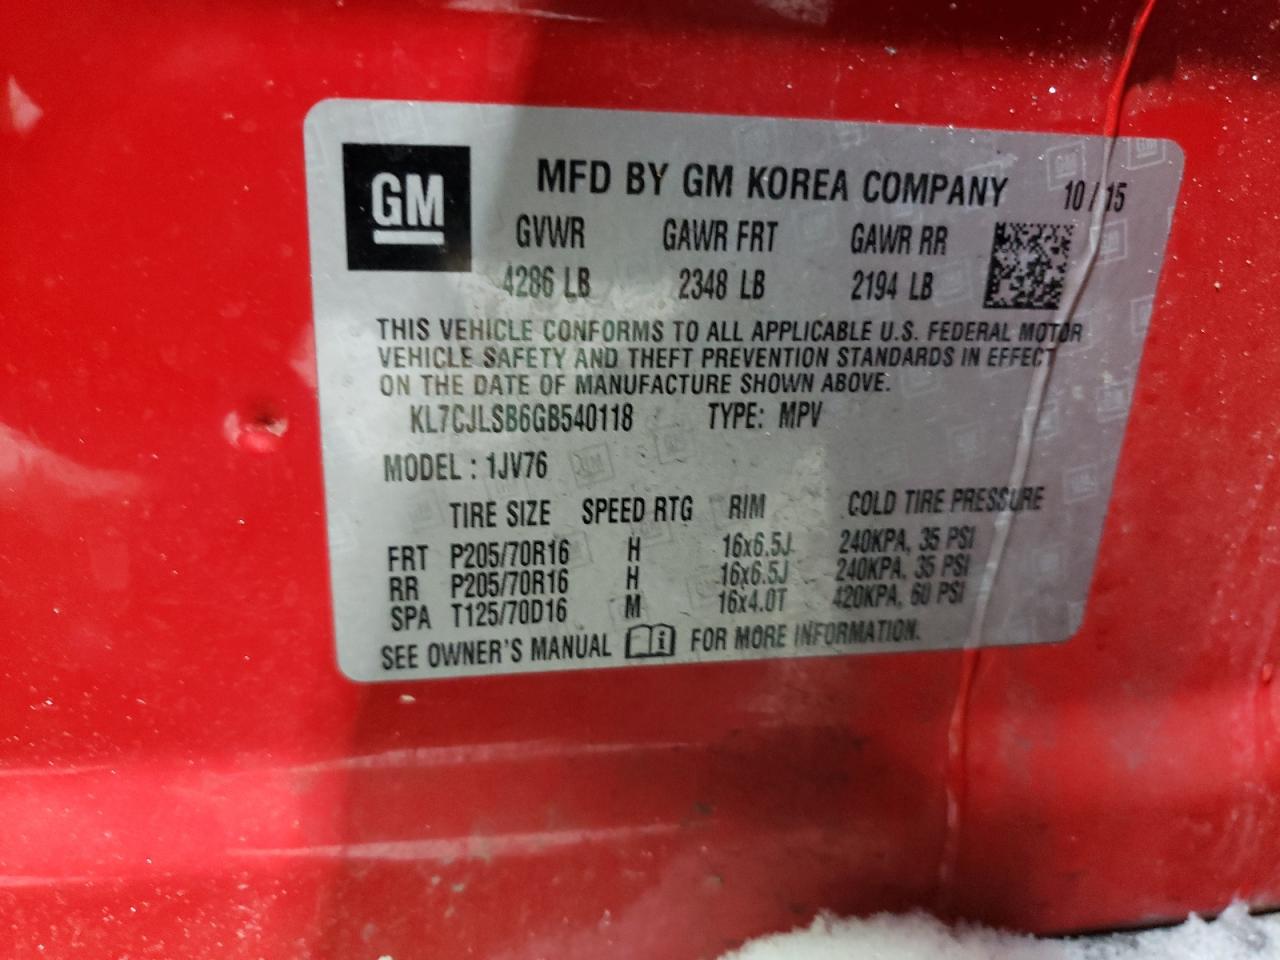 GM
MFD BY GM KOREA COMPANY 10/15
GVWR GAWR FRT GAWR RR
4286 LB 2348 LB 2194 LB
THIS VEHICLE CONFORMS TO ALL APPLICABLE U.S. FEDERAL MOTOR
VEHICLE SAFETY AND THEFT PREVENTION STANDARDS IN EFFECT
ON THE DATE OF MANUFACTURE SHOWN ABOVE.
KL7CJLSB6GB540118 TYPE: MPV
MODEL : 1JV76
TIRE SIZE SPEED RTG RIM COLD TIRE PRESSURE
FRT P205/70R16 H 16x6.5J 240KPA, 35 PSI
RR P205/70R16 H 16x6.5J 240KPA, 35 PSI
SPA T125/70D16 M 16x4.0T 420KPA, 60 PSI
SEE OWNER'S MANUAL FOR MORE INFORMATION.